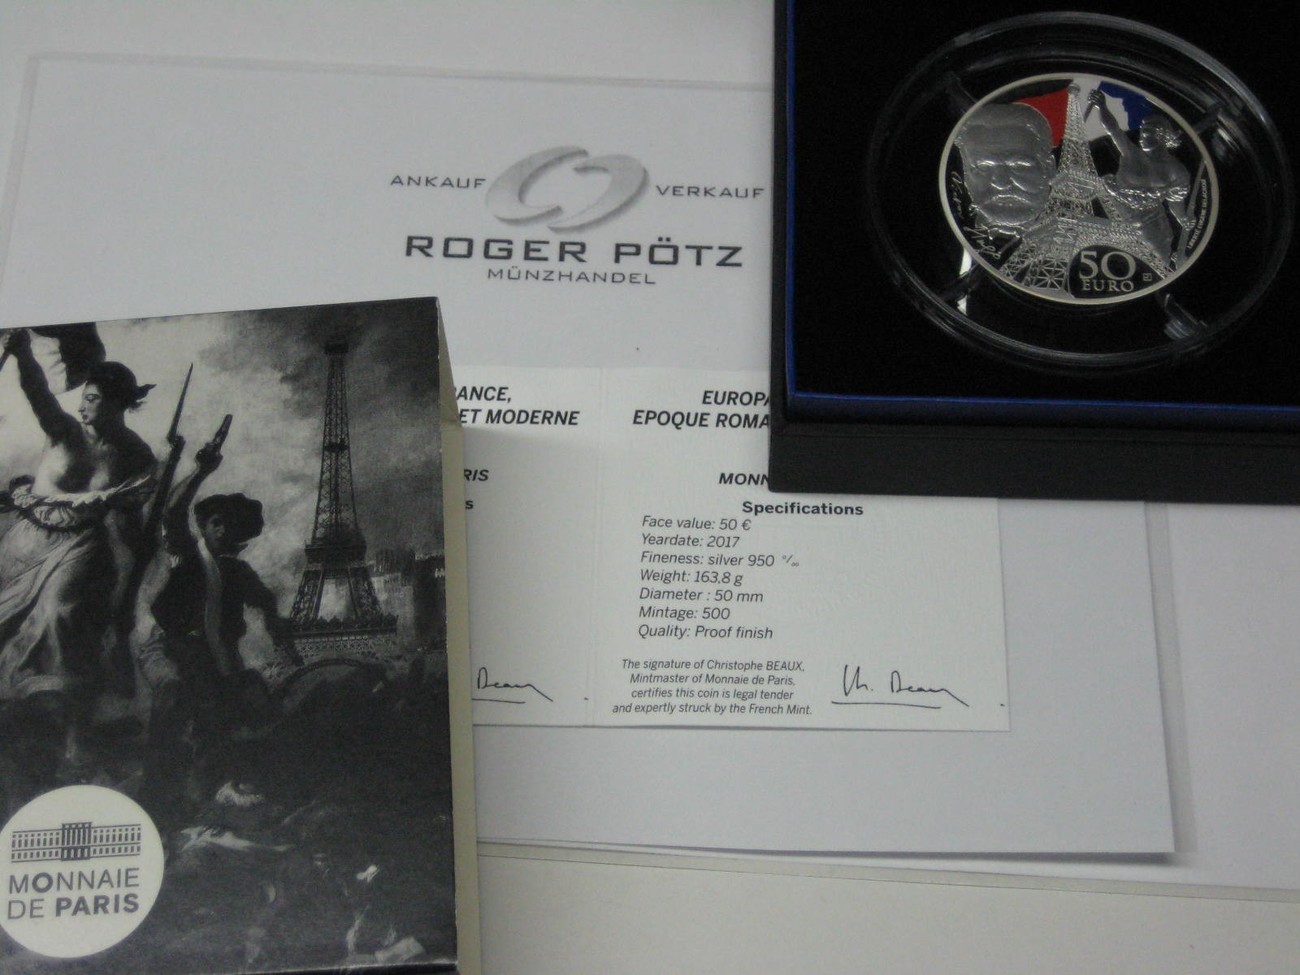 ANKAUF VERKAUF
ROGER PÖTZ
MÜNZHANDEL
50
EURO
ET MODERNE
EUROPA
EPOQUE ROMA
MONN
Specifications
Face value: 50 €
Yeardate: 2017
Fineness: silver 950 °/₀₀
Weight: 163,8 g
Diameter : 50 mm
Mintage: 500
Quality: Proof finish
The signature of Christophe BEAUX,
Mintmaster of Monnaie de Paris,
certifies this coin is legal tender
and expertly struck by the French Mint.
Ch. Beaux
MONNAIE
DE PARIS